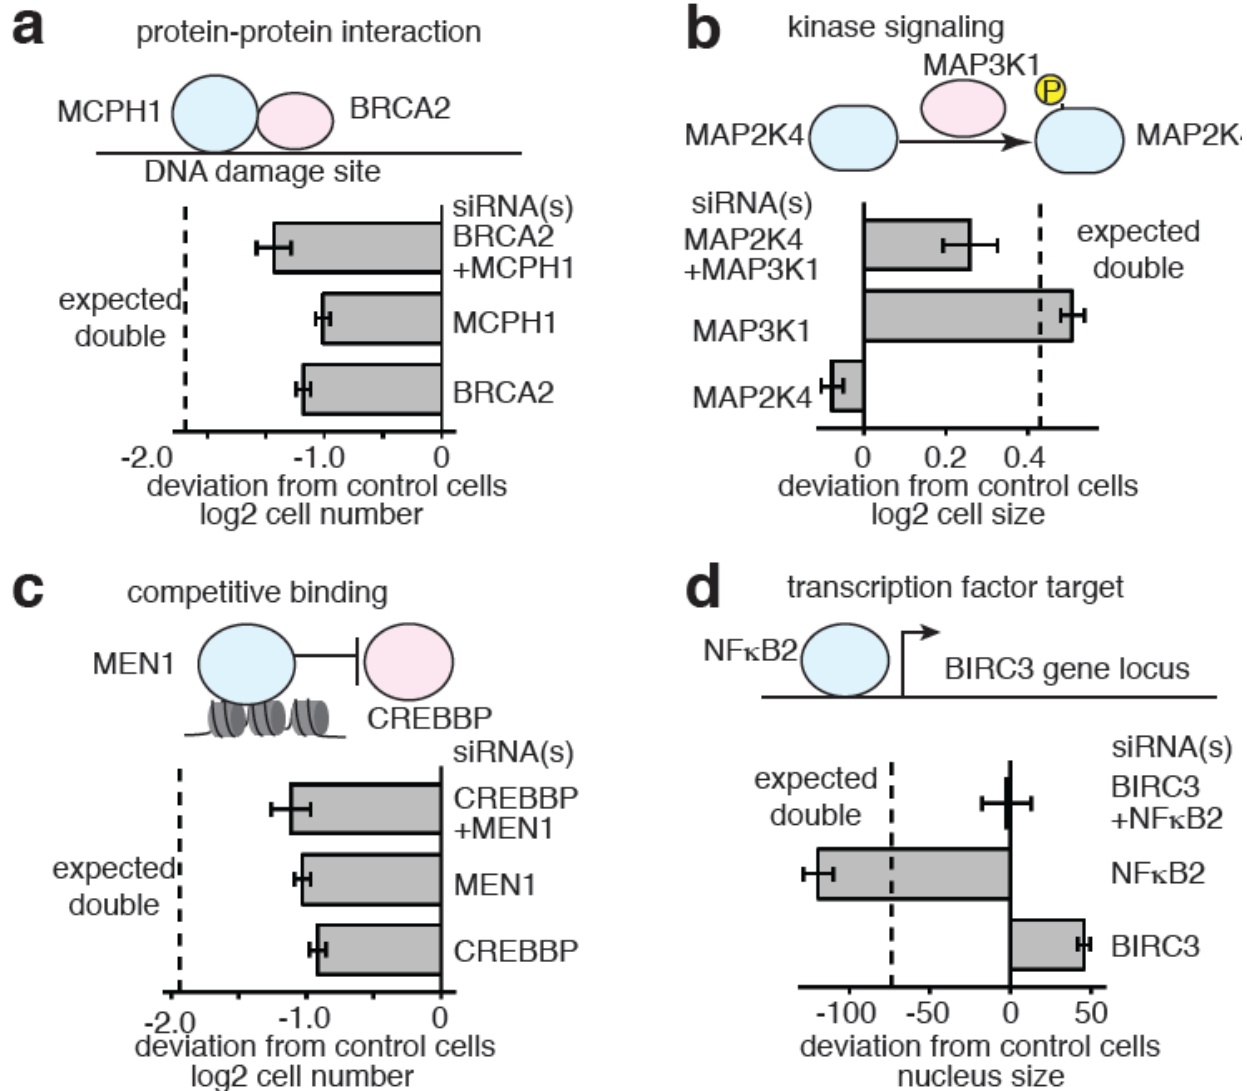 a
protein-protein interaction
MCPH1
BRCA2
DNA damage site
siRNA(s)
BRCA2
+MCPH1
expected
double
MCPH1
BRCA2
-2.0 -1.0 0
deviation from control cells
log2 cell number
b
kinase signaling
MAP3K1
P
MAP2K4
MAP2K4
siRNA(s)
MAP2K4
+MAP3K1
expected
double
MAP3K1
MAP2K4
0 0.2 0.4
deviation from control cells
log2 cell size
c
competitive binding
MEN1
CREBBP
siRNA(s)
CREBBP
+MEN1
expected
double
MEN1
CREBBP
-2.0 -1.0 0
deviation from control cells
log2 cell number
d
transcription factor target
NFκB2
BIRC3 gene locus
siRNA(s)
expected
double
BIRC3
+NFκB2
NFκB2
BIRC3
-100 -50 0 50
deviation from control cells
nucleus size